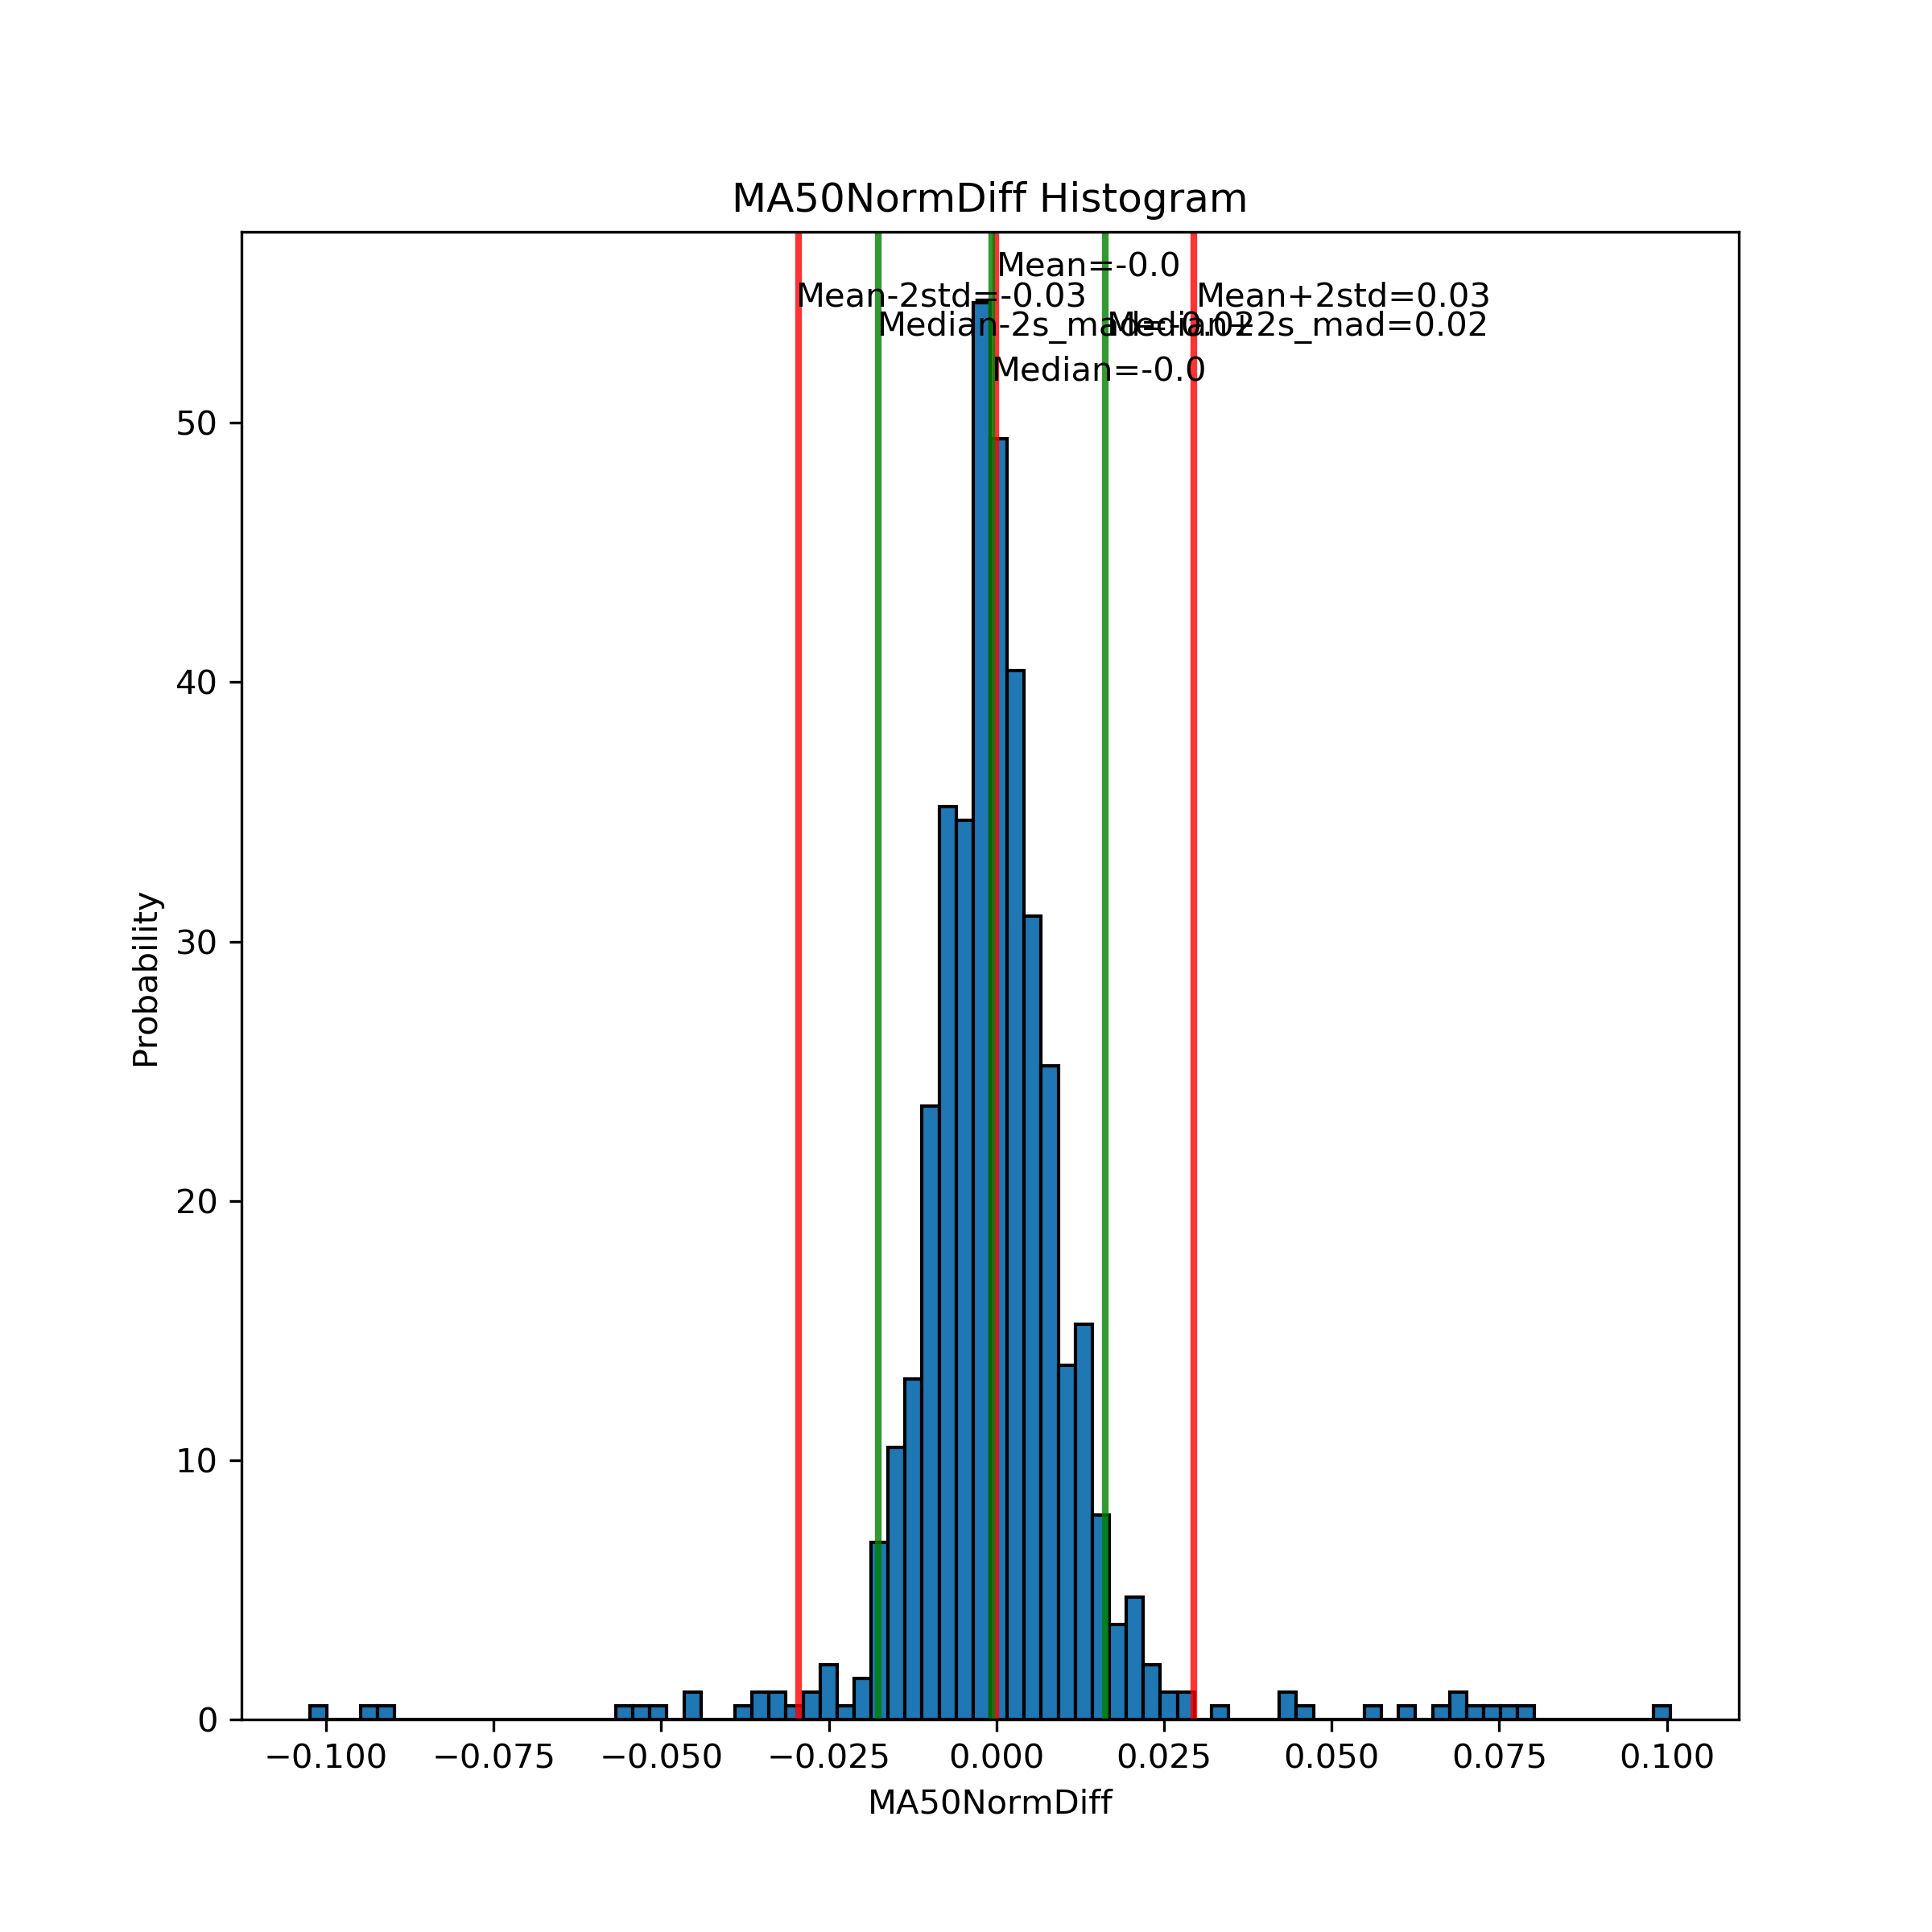 MA50NormDiff Histogram
Mean=-0.0
Mean-2std=-0.03
Mean+2std=0.03
Median-2s_mad=-0.02
Median+2s_mad=0.02
Median=-0.0
50
40
30
20
10
0
Probability
−0.100 −0.075 −0.050 −0.025 0.000 0.025 0.050 0.075 0.100
MA50NormDiff